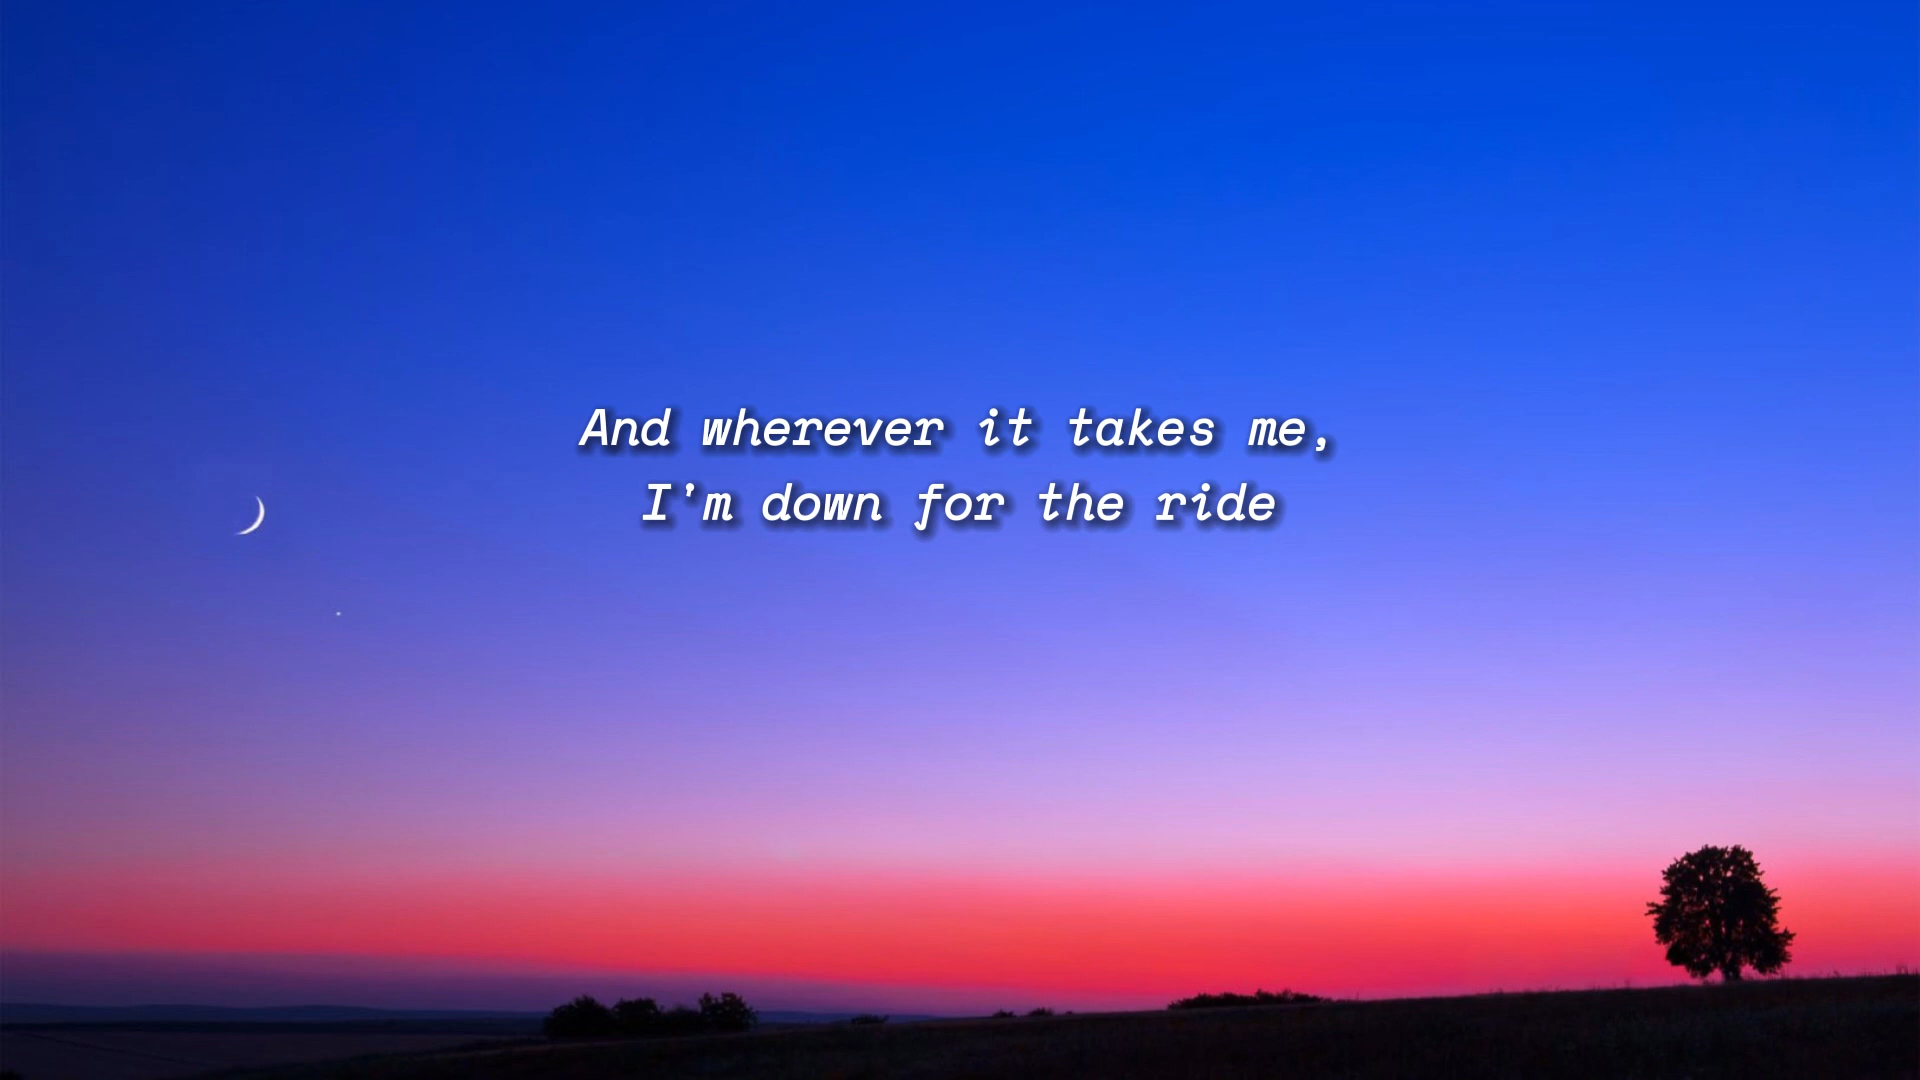 And wherever it takes me,
I'm down for the ride